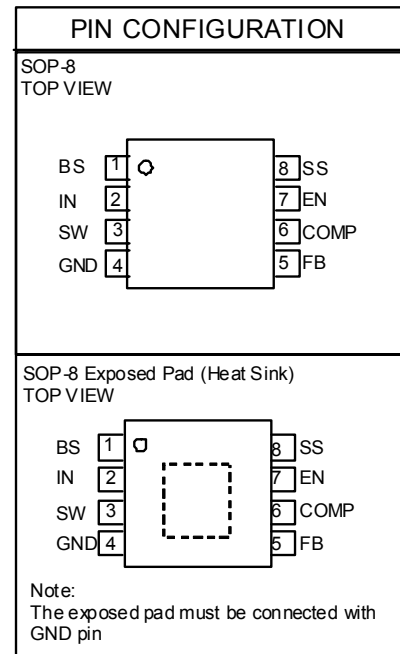 PIN CONFIGURATION
SOP-8
TOP VIEW
BS 1 8 SS
IN 2 7 EN
SW 3 6 COMP
GND 4 5 FB
SOP-8 Exposed Pad (Heat Sink)
TOP VIEW
BS 1 8 SS
IN 2 7 EN
SW 3 6 COMP
GND 4 5 FB
Note:
The exposed pad must be connected with
GND pin